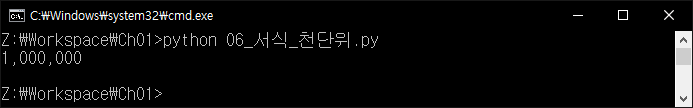 C:₩Windows₩system32₩cmd.exe
Z:₩Workspace₩Ch01>python 06_서식_천단위.py
1,000,000
Z:₩Workspace₩Ch01>